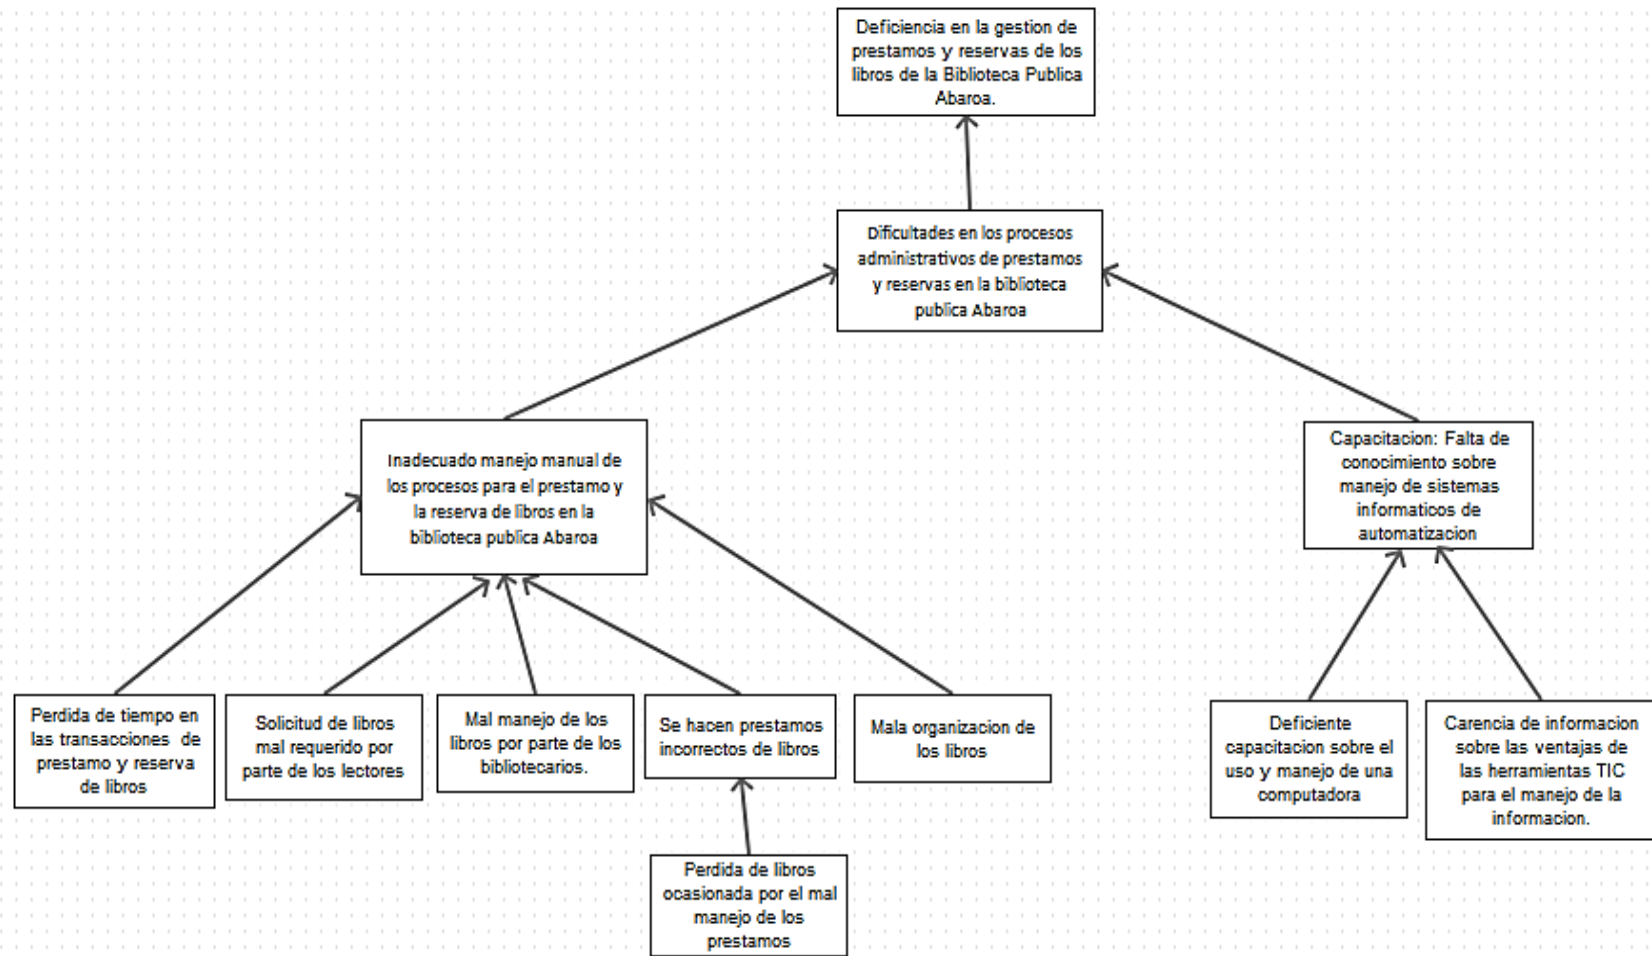 Deficiencia en la gestion de
prestamos y reservas de los
libros de la Biblioteca Publica
Abaroa.
Dificultades en los procesos
administrativos de prestamos
y reservas en la biblioteca
publica Abaroa
Inadecuado manejo manual de
los procesos para el prestamo y
la reserva de libros en la
biblioteca publica Abaroa
Capacitacion: Falta de
conocimiento sobre
manejo de sistemas
informaticos de
automatizacion
Perdida de tiempo en
las transacciones de
prestamo y reserva
de libros
Solicitud de libros
mal requerido por
parte de los lectores
Mal manejo de los
libros por parte de los
bibliotecarios.
Se hacen prestamos
incorrectos de libros
Mala organizacion de
los libros
Deficiente
capacitacion sobre el
uso y manejo de una
computadora
Carencia de informacion
sobre las ventajas de
las herramientas TIC
para el manejo de la
informacion.
Perdida de libros
ocasionada por el mal
manejo de los
prestamos